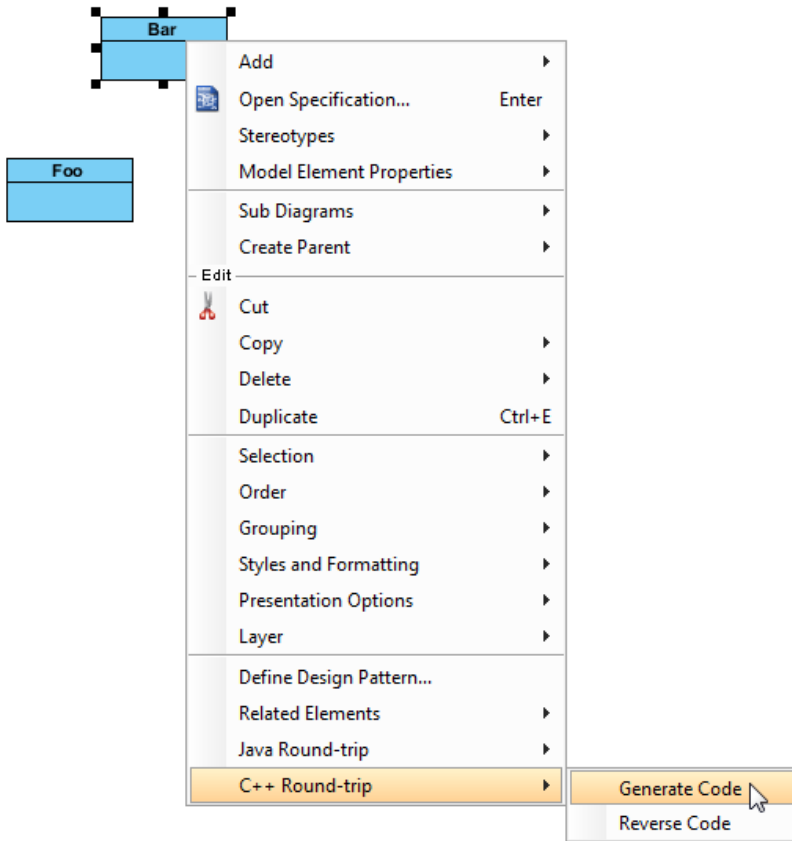 Bar
Foo
Add
Open Specification... Enter
Stereotypes
Model Element Properties
Sub Diagrams
Create Parent
Edit
Cut
Copy
Delete
Duplicate Ctrl+E
Selection
Order
Grouping
Styles and Formatting
Presentation Options
Layer
Define Design Pattern...
Related Elements
Java Round-trip
C++ Round-trip
Generate Code
Reverse Code